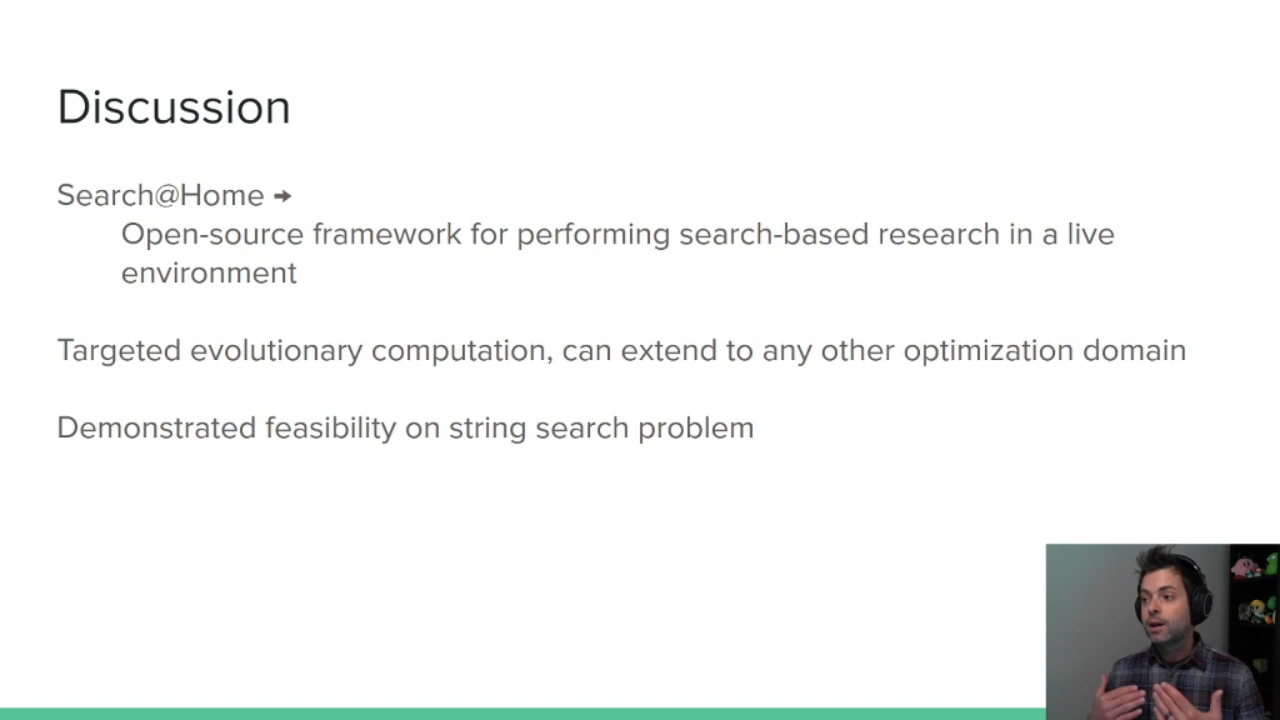 Discussion
Search@Home →
Open-source framework for performing search-based research in a live
environment
Targeted evolutionary computation, can extend to any other optimization domain
Demonstrated feasibility on string search problem